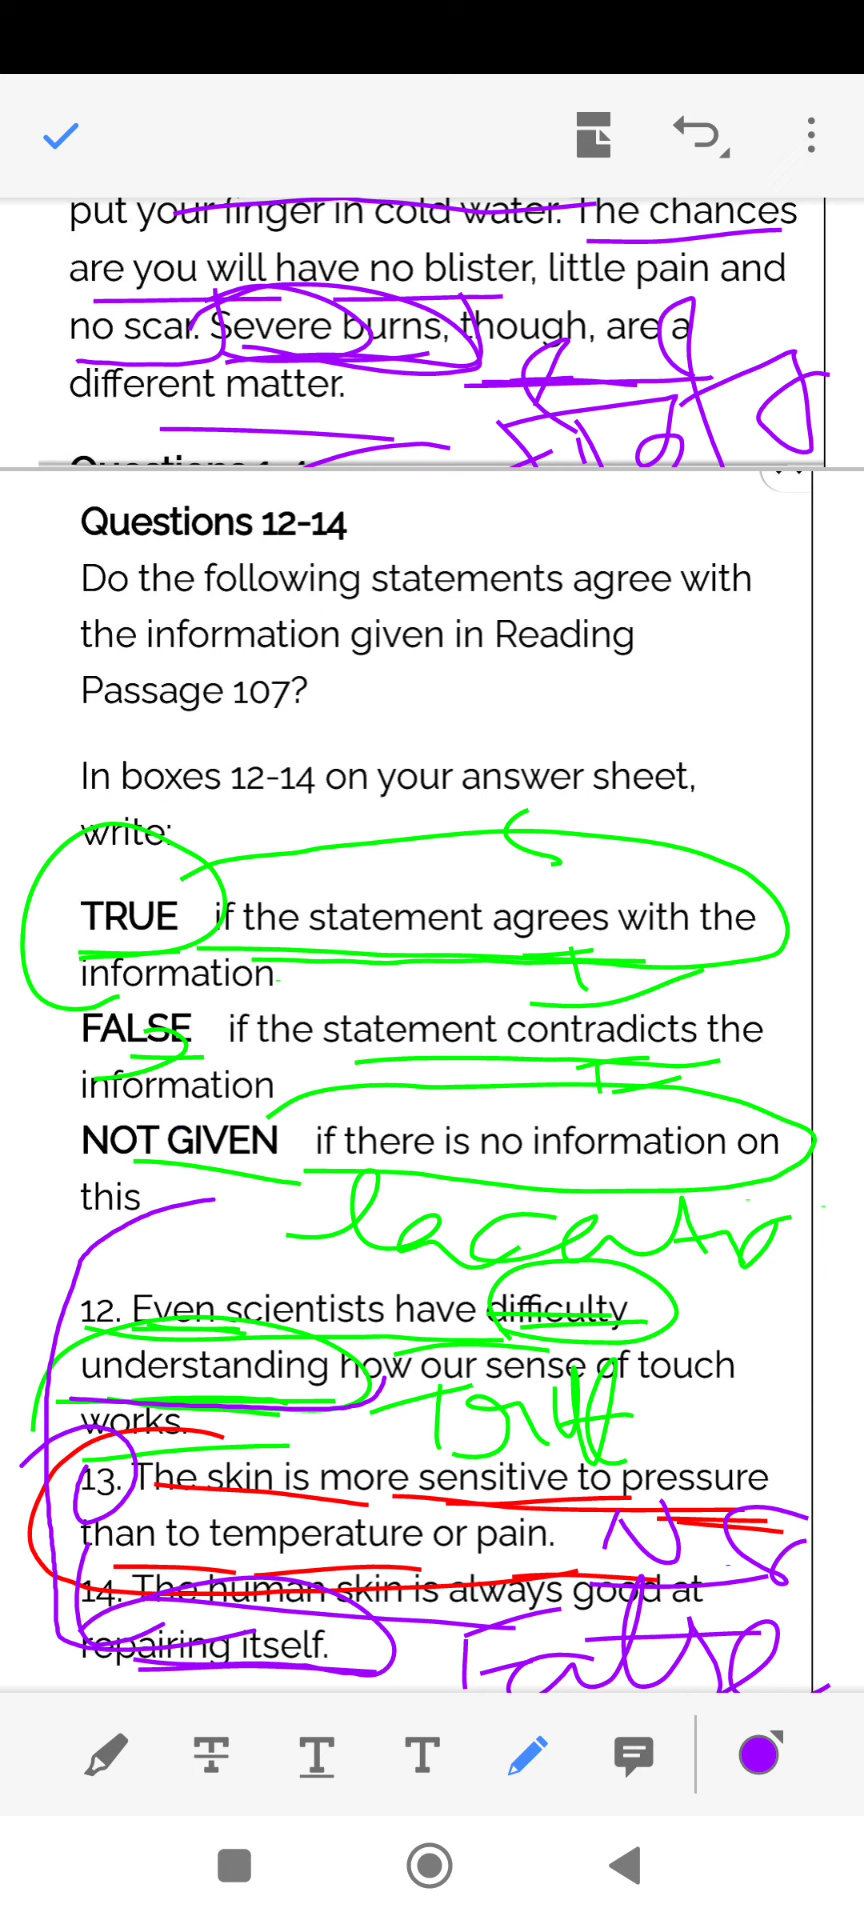 put your finger in cold water. The chances
are you will have no blister, little pain and
no scar. Severe burns, though, are a
different matter.
Questions 12-14
Do the following statements agree with
the information given in Reading
Passage 107?
In boxes 12-14 on your answer sheet,
write:
TRUE if the statement agrees with the
information
FALSE if the statement contradicts the
information
NOT GIVEN if there is no information on
this
12. Even scientists have difficulty
understanding how our sense of touch
works.
13. The skin is more sensitive to pressure
than to temperature or pain.
NG
14. The human skin is always good at
repairing itself.
False